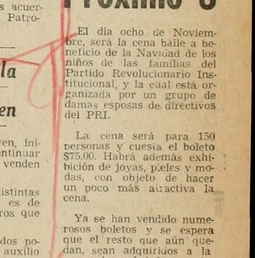 Próximo 8
s acuer-
Patro-
la
en
ven, ini-
ontinuar
venden
istintas
s es de
ros que
dos po-
auxilio
El día ocho de Noviem-
bre, será la cena baile a be-
neficio de la Navidad de los
niños de las familias del
Partido Revolucionario Ins-
titucional, y la cual está or-
ganizada por un grupo de
damas esposas de directivos
del PRI.
La cena será para 150
personas y cuesta el boleto
$75.00. Habrá además exhi-
bición de joyas, pieles y mo-
das, con objeto de hacer
un poco más atractiva la
cena.
Ya se han vendido nume-
rosos boletos y se espera
que el resto que aún que-
dan, sean adquiridos a la